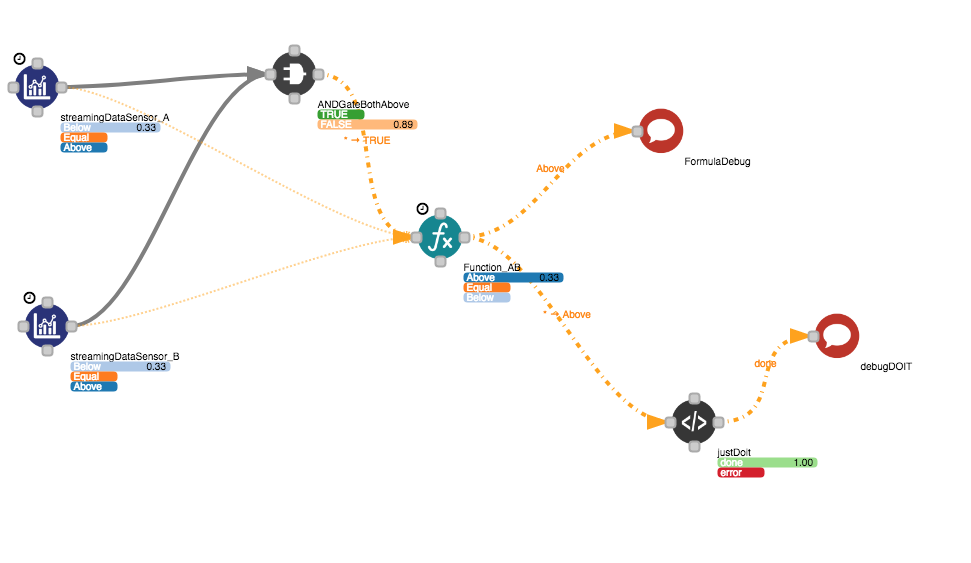 streamingDataSensor_A
Below 0.33
Equal
Above
ANDGateBothAbove
TRUE
FALSE 0.89
* → TRUE
Above
FormulaDebug
fx
Function_AB
Above 0.33
Equal
Below
* → Above
streamingDataSensor_B
Below 0.33
Equal
Above
done
debugDOIT
</>
justDoit
done 1.00
error